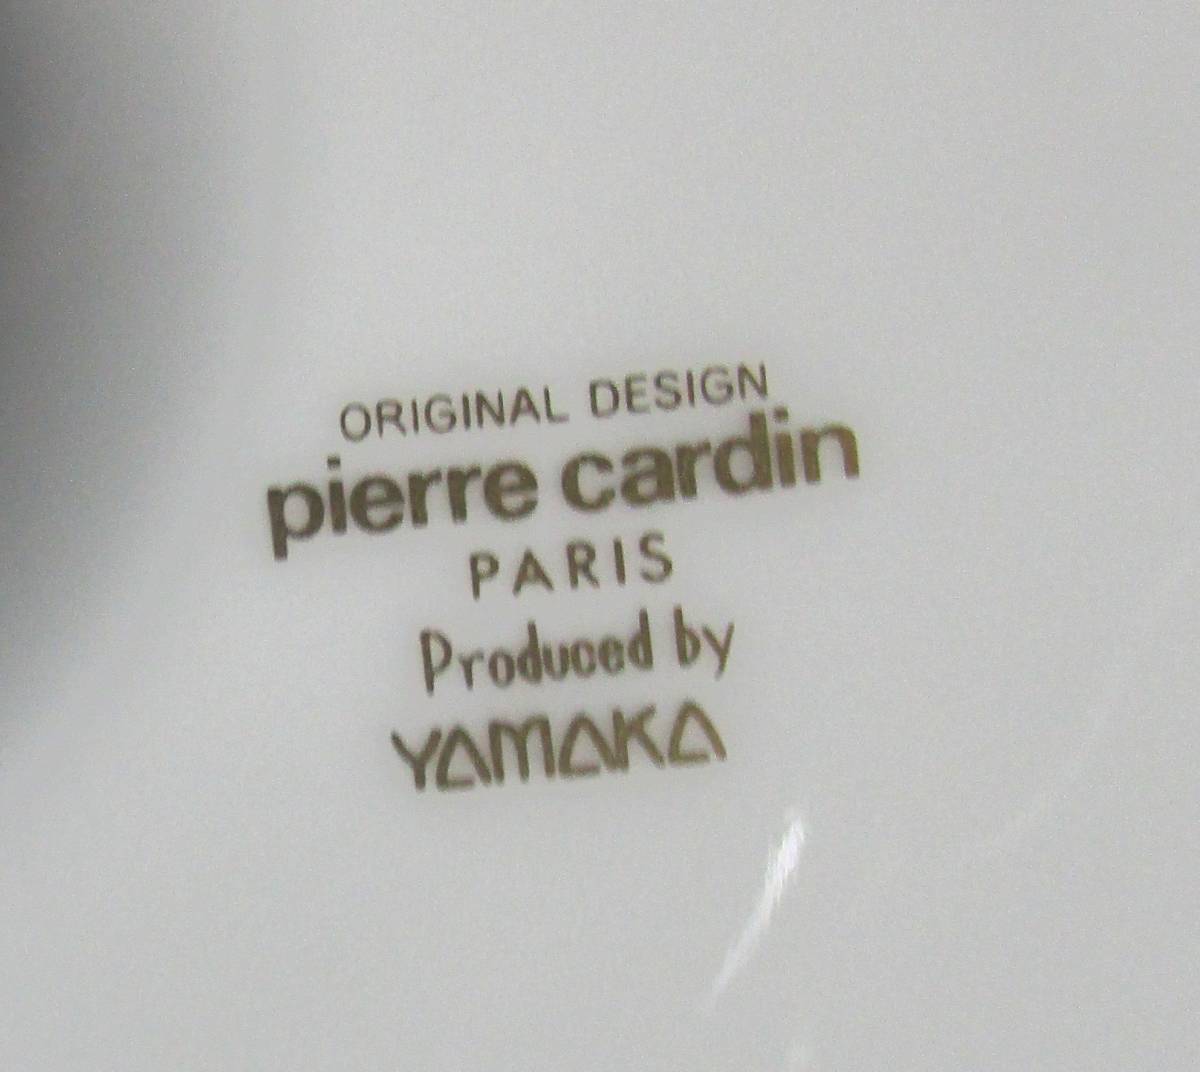 ORIGINAL DESIGN
pierre cardin
PARIS
Produced by
YAMAKA